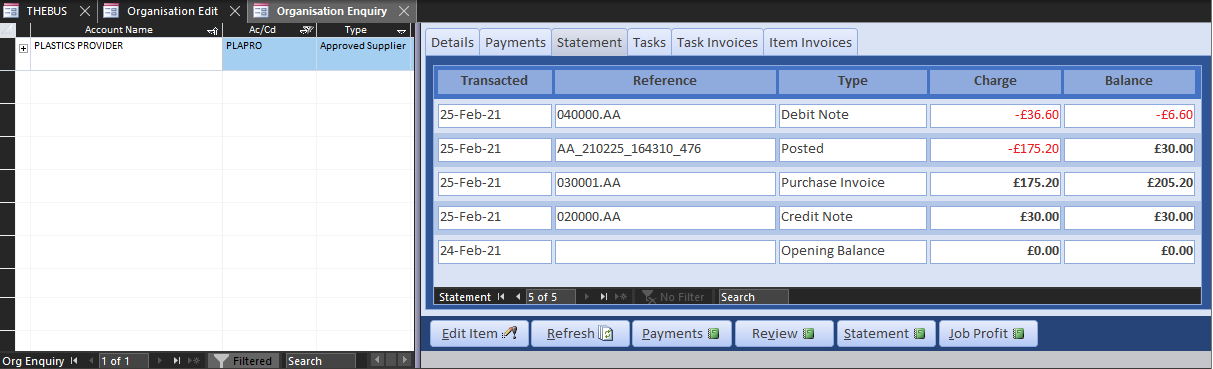 THEBUS Organisation Edit Organisation Enquiry
Account Name Ac/Cd Type
PLASTICS PROVIDER PLAPRO Approved Supplier
Org Enquiry 1 of 1 Filtered Search
Details Payments Statement Tasks Task Invoices Item Invoices
Transacted Reference Type Charge Balance
25-Feb-21 040000.AA Debit Note -£36.60 -£6.60
25-Feb-21 AA_210225_164310_476 Posted -£175.20 £30.00
25-Feb-21 030001.AA Purchase Invoice £175.20 £205.20
25-Feb-21 020000.AA Credit Note £30.00 £30.00
24-Feb-21 Opening Balance £0.00 £0.00
Statement 5 of 5 No Filter Search
Edit Item Refresh Payments Review Statement Job Profit